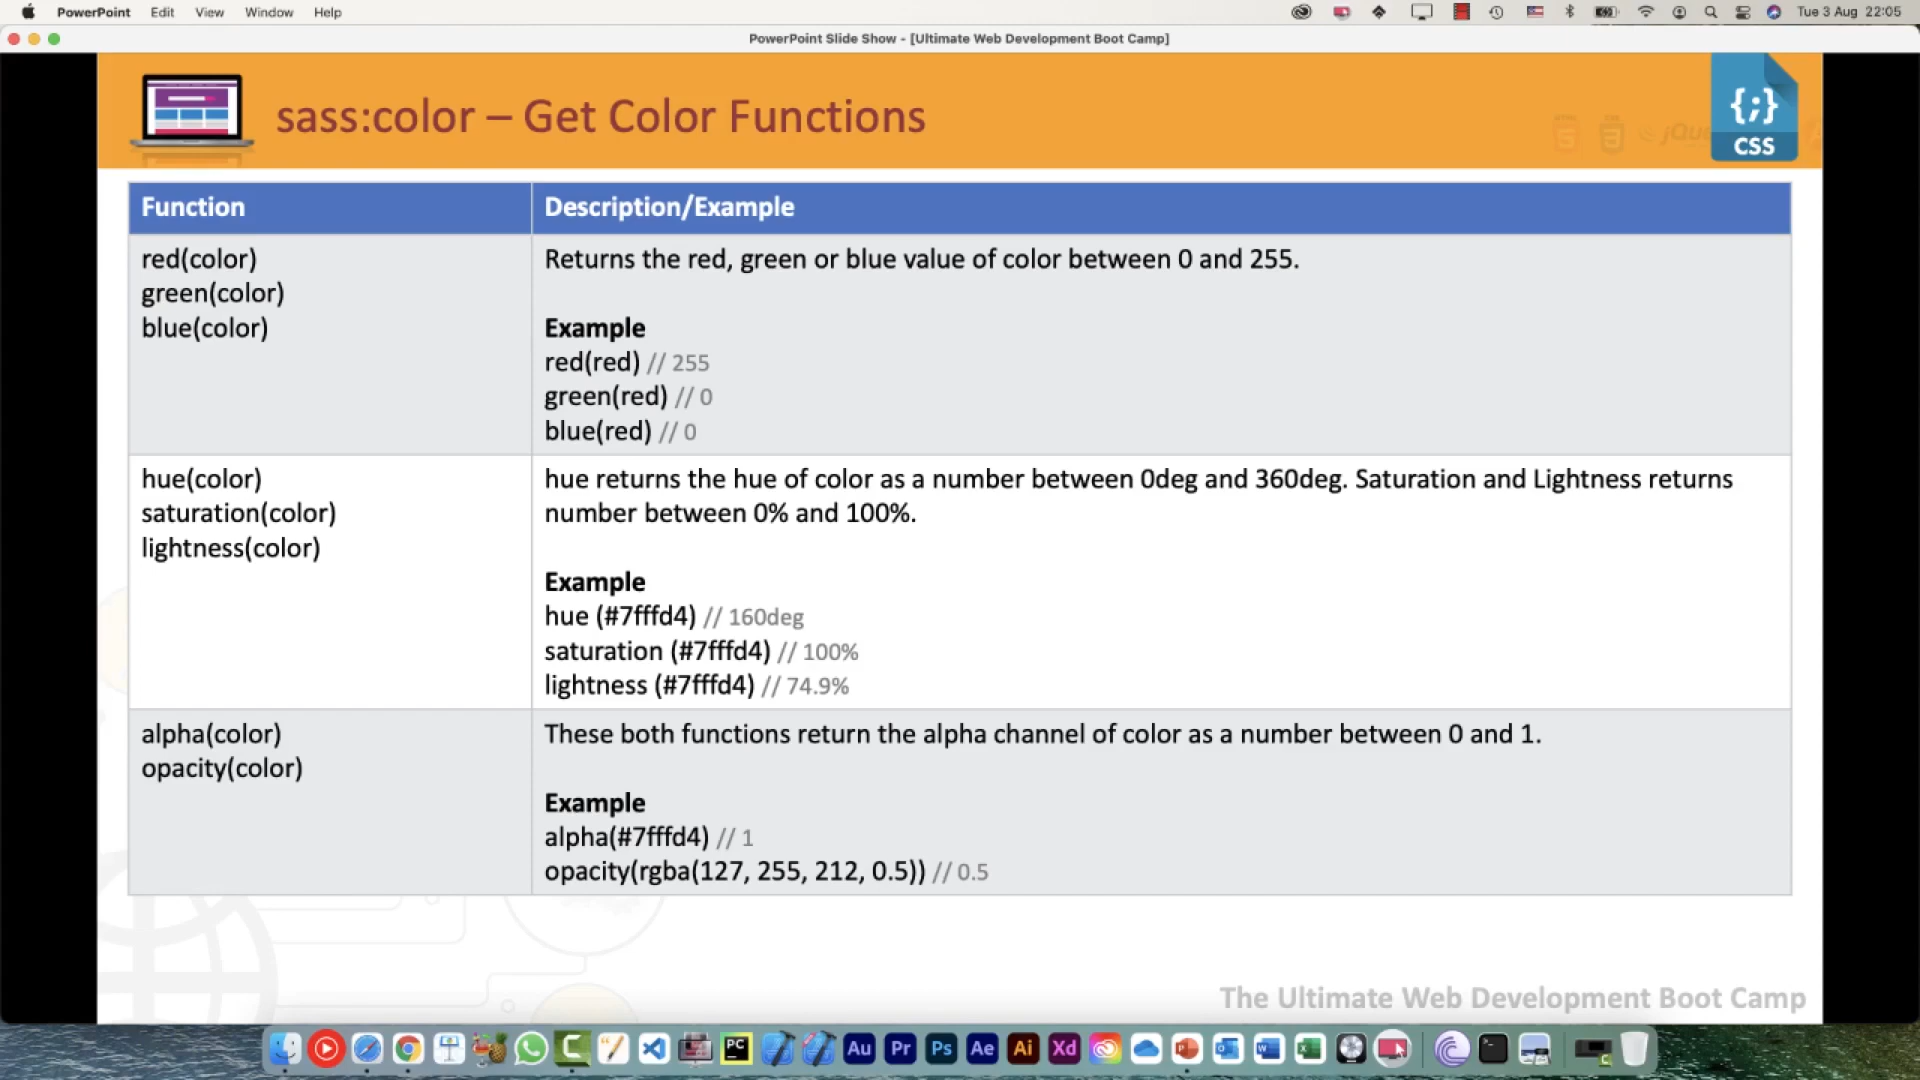 PowerPoint Edit View Window Help
Tue 3 Aug 22:05
PowerPoint Slide Show - [Ultimate Web Development Boot Camp]
sass:color – Get Color Functions
{;}
CSS
Function
Description/Example
red(color)
green(color)
blue(color)
Returns the red, green or blue value of color between 0 and 255.
Example
red(red) // 255
green(red) // 0
blue(red) // 0
hue(color)
saturation(color)
lightness(color)
hue returns the hue of color as a number between 0deg and 360deg. Saturation and Lightness returns
number between 0% and 100%.
Example
hue (#7fffd4) // 160deg
saturation (#7fffd4) // 100%
lightness (#7fffd4) // 74.9%
alpha(color)
opacity(color)
These both functions return the alpha channel of color as a number between 0 and 1.
Example
alpha(#7fffd4) // 1
opacity(rgba(127, 255, 212, 0.5)) // 0.5
The Ultimate Web Development Boot Camp
PC Au Pr Ps Ae Ai Xd